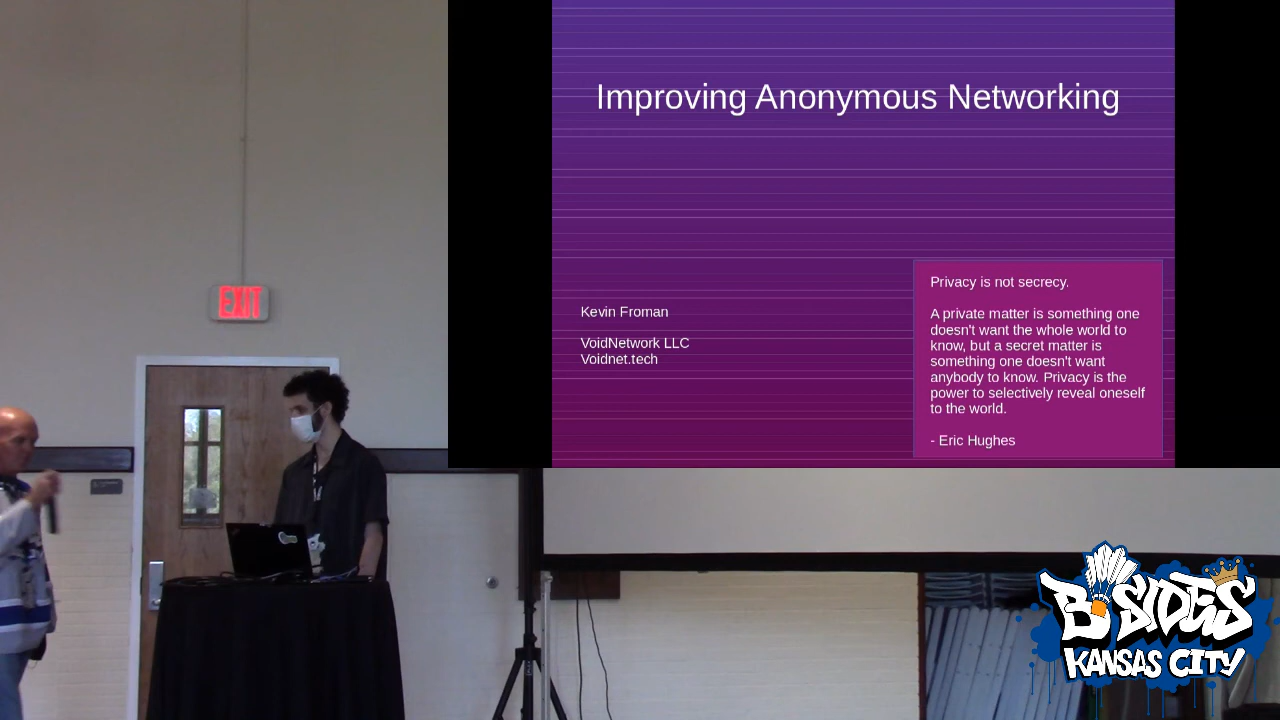 Improving Anonymous Networking
Kevin Froman
VoidNetwork LLC
Voidnet.tech
Privacy is not secrecy.
A private matter is something one
doesn't want the whole world to
know, but a secret matter is
something one doesn't want
anybody to know. Privacy is the
power to selectively reveal oneself
to the world.
- Eric Hughes
EXIT
BSIDES
KANSAS CITY